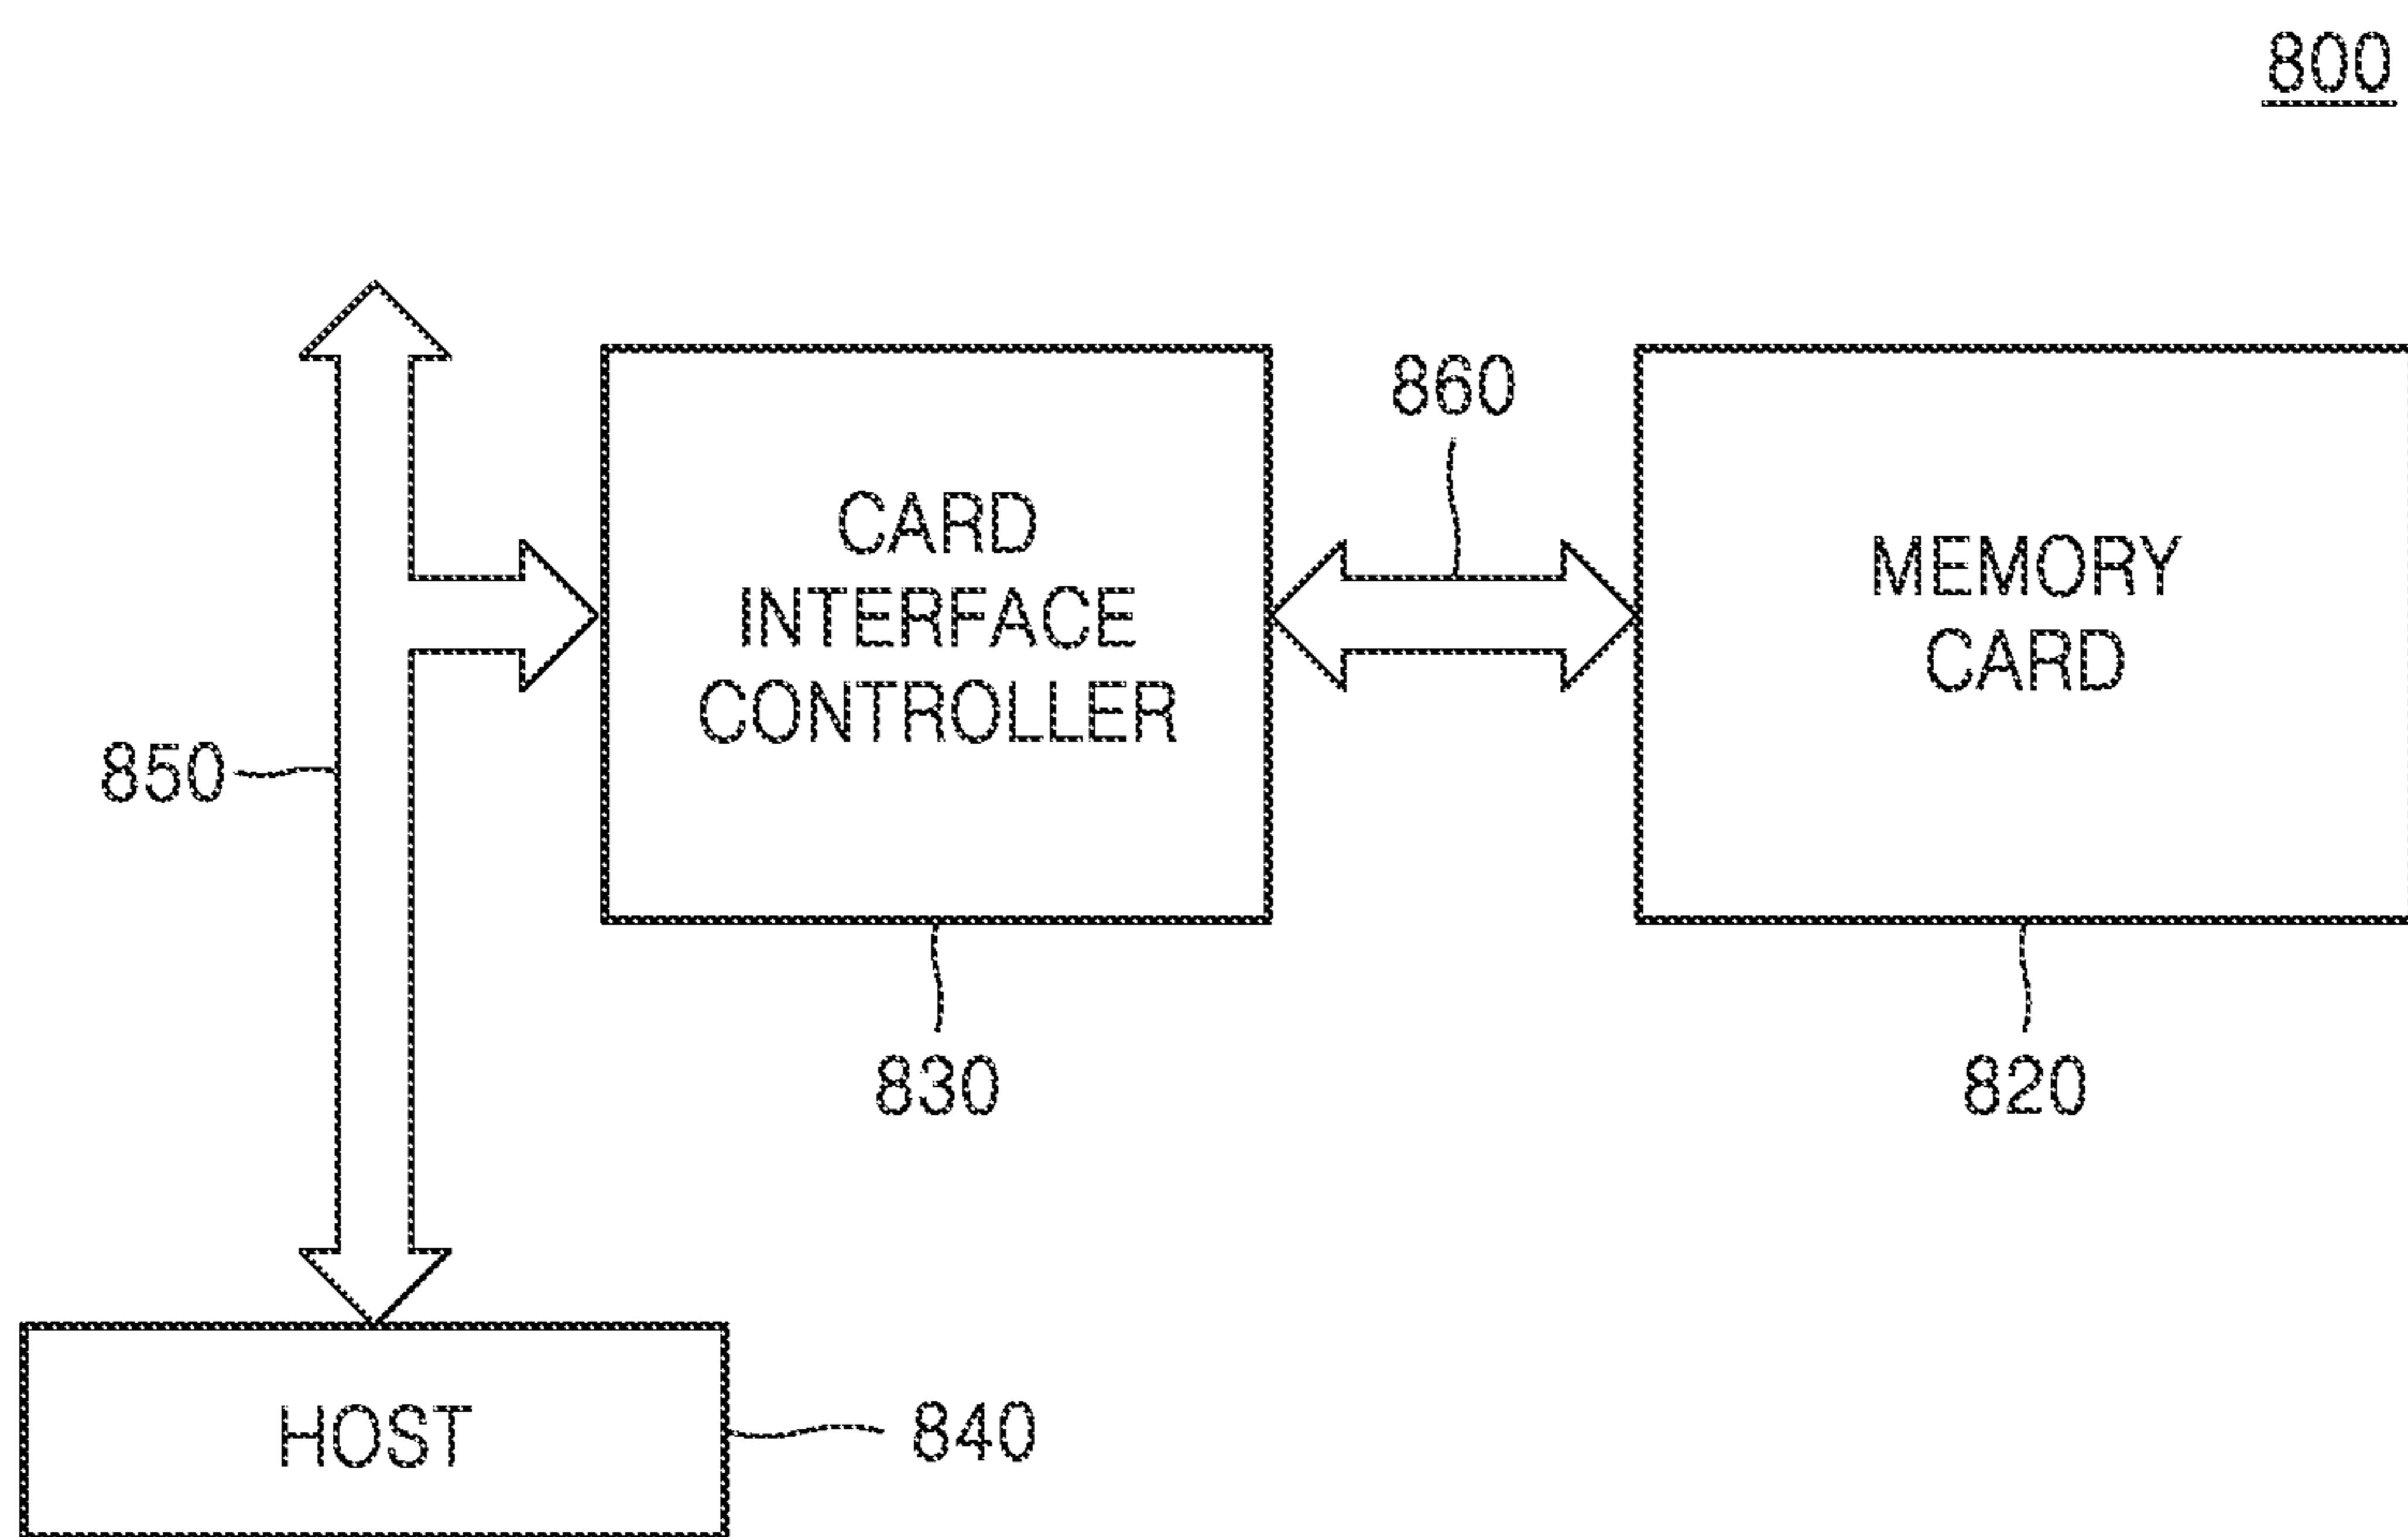 800
860
CARD
INTERFACE
CONTROLLER
MEMORY
CARD
850
830
820
HOST
840